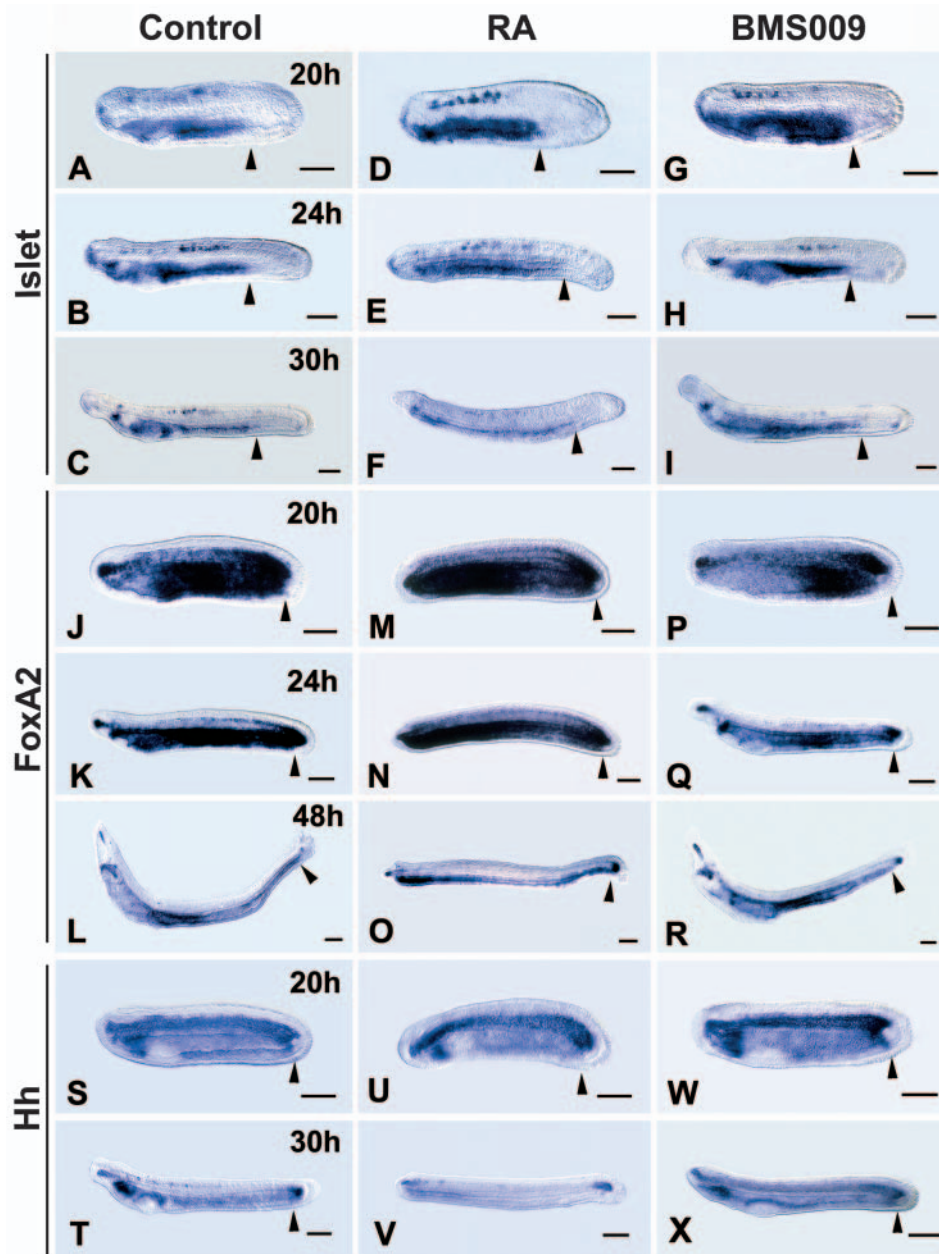 Control RA BMS009
Islet
20h
A D G
24h
B E H
30h
C F I
FoxA2
20h
J M P
24h
K N Q
48h
L O R
Hh
20h
S U W
30h
T V X